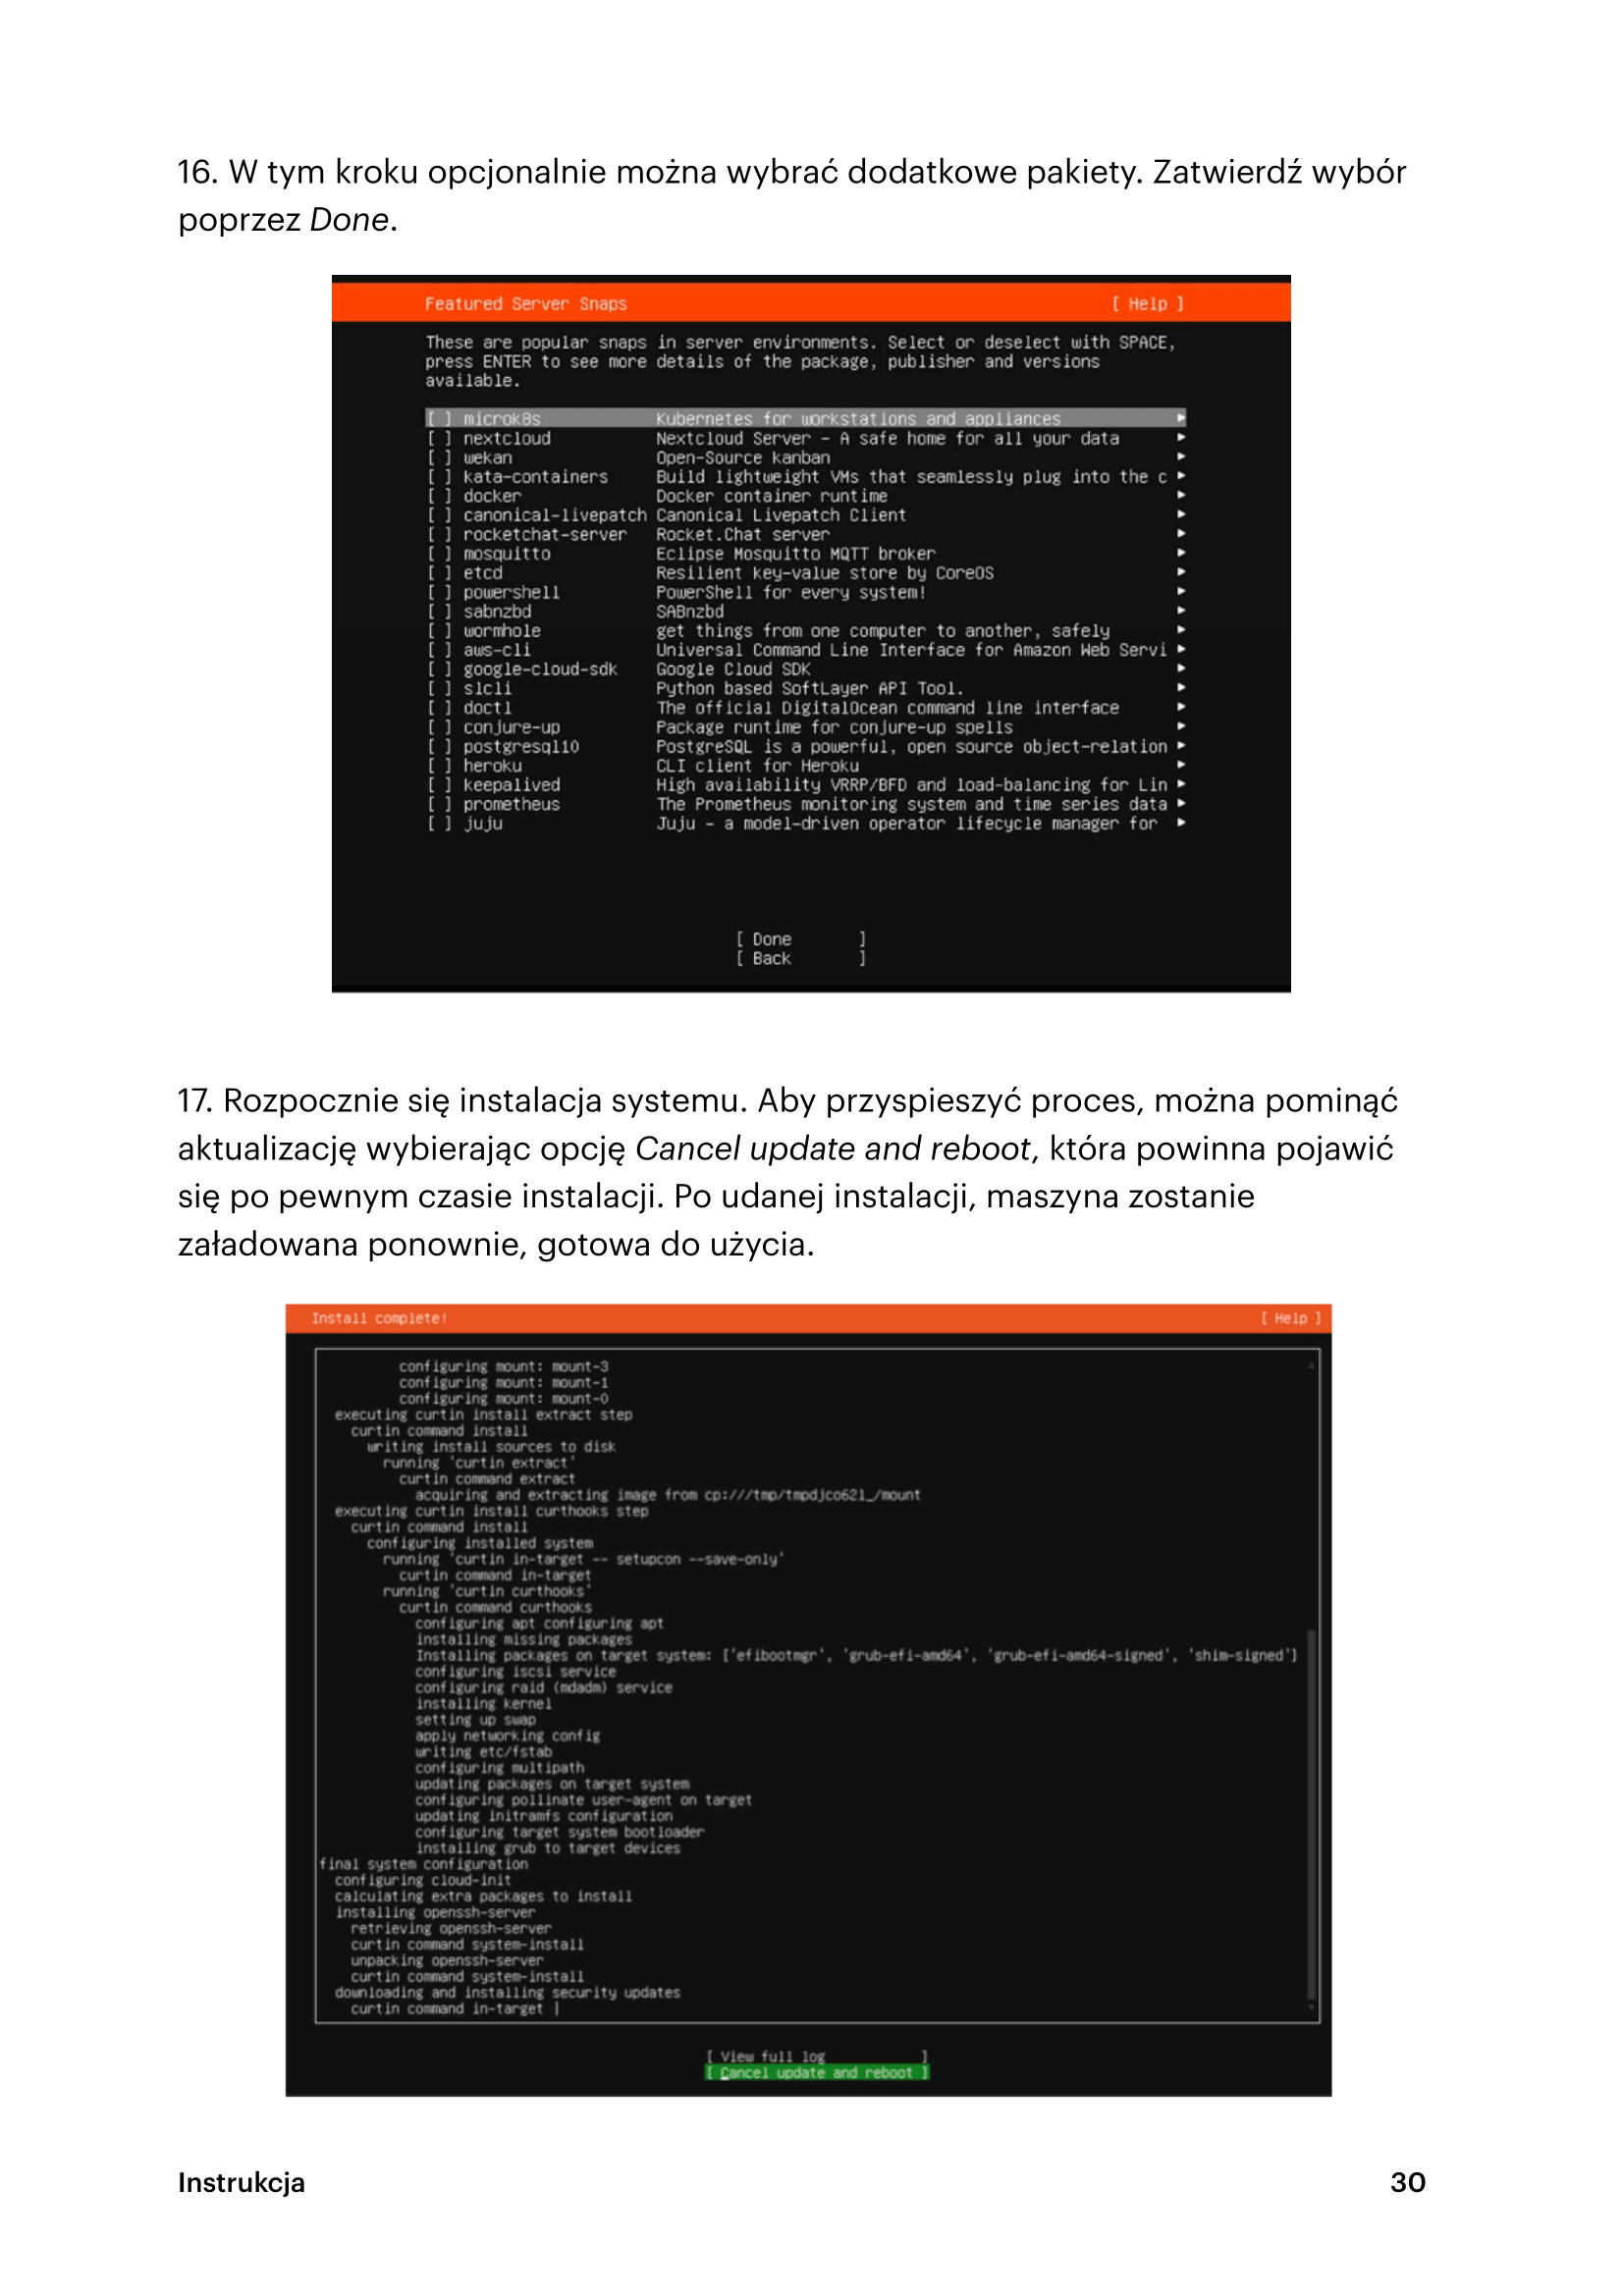 16. W tym kroku opcjonalnie można wybrać dodatkowe pakiety. Zatwierdź wybór
poprzez Done.
Featured Server Snaps [ Help ]
These are popular snaps in server environments. Select or deselect with SPACE,
press ENTER to see more details of the package, publisher and versions
available.
[ ] microk8s Kubernetes for workstations and appliances ►
[ ] nextcloud Nextcloud Server - A safe home for all your data ►
[ ] wekan Open-Source kanban ►
[ ] kata-containers Build lightweight VMs that seamlessly plug into the c ►
[ ] docker Docker container runtime ►
[ ] canonical-livepatch Canonical Livepatch Client ►
[ ] rocketchat-server Rocket.Chat server ►
[ ] mosquitto Eclipse Mosquitto MQTT broker ►
[ ] etcd Resilient key-value store by CoreOS ►
[ ] powershell PowerShell for every system! ►
[ ] sabnzbd SABnzbd ►
[ ] wormhole get things from one computer to another, safely ►
[ ] aws-cli Universal Command Line Interface for Amazon Web Servi ►
[ ] google-cloud-sdk Google Cloud SDK ►
[ ] slcli Python based SoftLayer API Tool. ►
[ ] doctl The official DigitalOcean command line interface ►
[ ] conjure-up Package runtime for conjure-up spells ►
[ ] postgresql10 PostgreSQL is a powerful, open source object-relation ►
[ ] heroku CLI client for Heroku ►
[ ] keepalived High availability VRRP/BFD and load-balancing for Lin ►
[ ] prometheus The Prometheus monitoring system and time series data ►
[ ] juju Juju - a model-driven operator lifecycle manager for ►
[ Done ]
[ Back ]
17. Rozpocznie się instalacja systemu. Aby przyspieszyć proces, można pominąć
aktualizację wybierając opcję Cancel update and reboot, która powinna pojawić
się po pewnym czasie instalacji. Po udanej instalacji, maszyna zostanie
załadowana ponownie, gotowa do użycia.
Install complete! [ Help ]
configuring mount: mount-3
configuring mount: mount-1
configuring mount: mount-0
executing curtin install extract step
curtin command install
writing install sources to disk
running 'curtin extract'
curtin command extract
acquiring and extracting image from cp:///tmp/tmpdjco621_/mount
executing curtin install curthooks step
curtin command install
configuring installed system
running 'curtin in-target -- setupcon --save-only'
curtin command in-target
running 'curtin curthooks'
curtin command curthooks
configuring apt configuring apt
installing missing packages
Installing packages on target system: ['efibootmgr', 'grub-efi-amd64', 'grub-efi-amd64-signed', 'shim-signed']
configuring iscsi service
configuring raid (mdadm) service
installing kernel
setting up swap
apply networking config
writing etc/fstab
configuring multipath
updating packages on target system
configuring pollinate user-agent on target
updating initramfs configuration
configuring target system bootloader
installing grub to target devices
final system configuration
configuring cloud-init
calculating extra packages to install
installing openssh-server
retrieving openssh-server
curtin command system-install
unpacking openssh-server
curtin command system-install
downloading and installing security updates
curtin command in-target |
[ View full log ]
[ Cancel update and reboot ]
Instrukcja 30